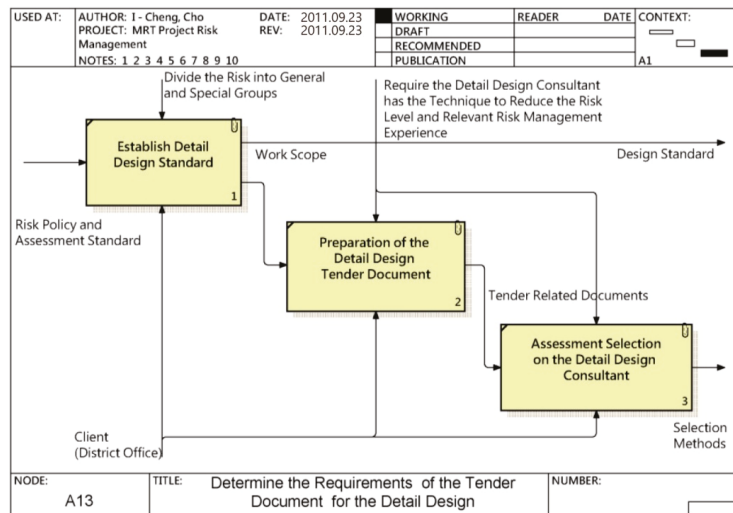 USED AT:
AUTHOR: I - Cheng, Cho
DATE: 2011.09.23
PROJECT: MRT Project Risk
REV: 2011.09.23
Management
NOTES: 1 2 3 4 5 6 7 8 9 10
WORKING
READER DATE
DRAFT
RECOMMENDED
PUBLICATION
CONTEXT:
A1
Divide the Risk into General
and Special Groups
Require the Detail Design Consultant
has the Technique to Reduce the Risk
Level and Relevant Risk Management
Experience
Establish Detail
Design Standard
1
Work Scope
Design Standard
Risk Policy and
Assessment Standard
Preparation of the
Detail Design
Tender Document
2
Tender Related Documents
Assessment Selection
on the Detail Design
Consultant
3
Selection
Methods
Client
(District Office)
NODE:
A13
TITLE:
Determine the Requirements of the Tender
Document for the Detail Design
NUMBER: